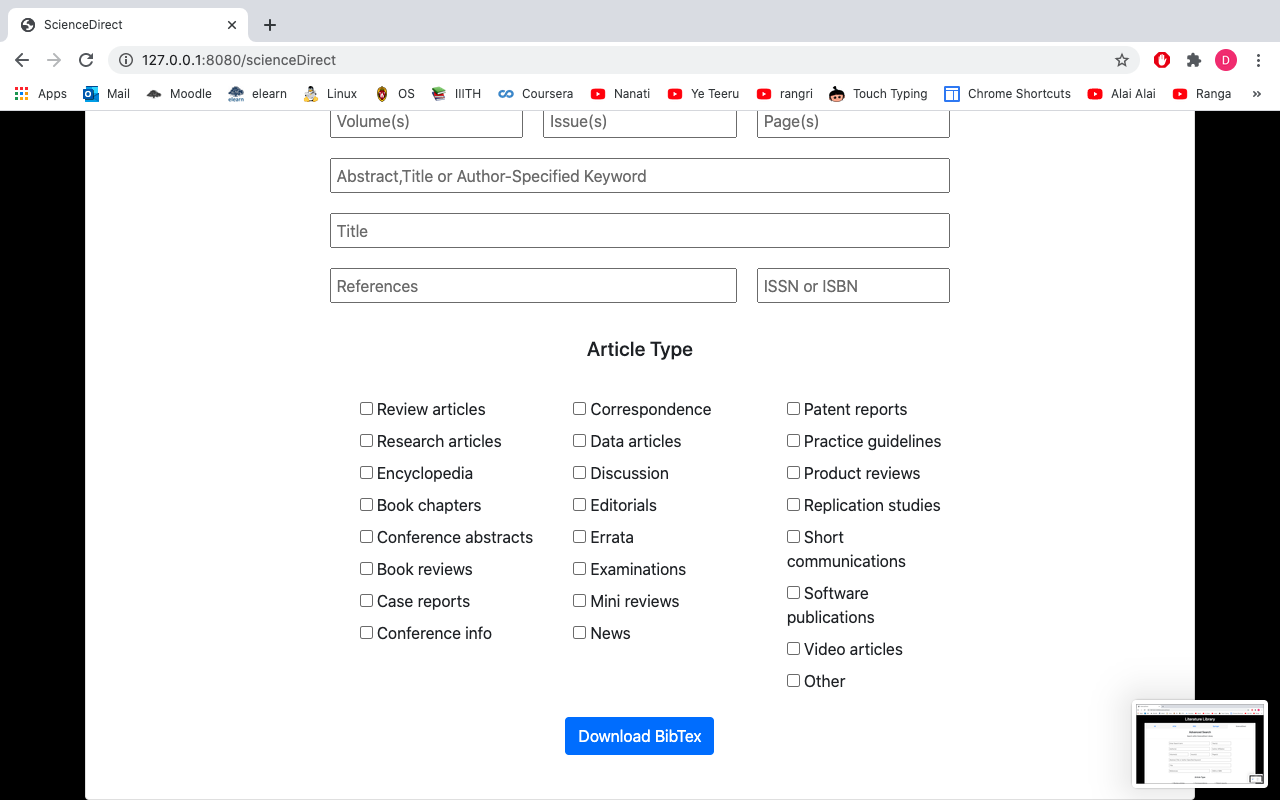 ScienceDirect
127.0.0.1:8080/scienceDirect
D
Apps Mail Moodle elearn Linux OS IIITH Coursera Nanati Ye Teeru rangri Touch Typing Chrome Shortcuts Alai Alai Ranga »
Volume(s) Issue(s) Page(s)
Abstract,Title or Author-Specified Keyword
Title
References ISSN or ISBN
Article Type
Review articles Correspondence Patent reports
Research articles Data articles Practice guidelines
Encyclopedia Discussion Product reviews
Book chapters Editorials Replication studies
Conference abstracts Errata Short
communications
Book reviews Examinations Software
publications
Case reports Mini reviews Video articles
Conference info News Other
Download BibTex
Literature Library